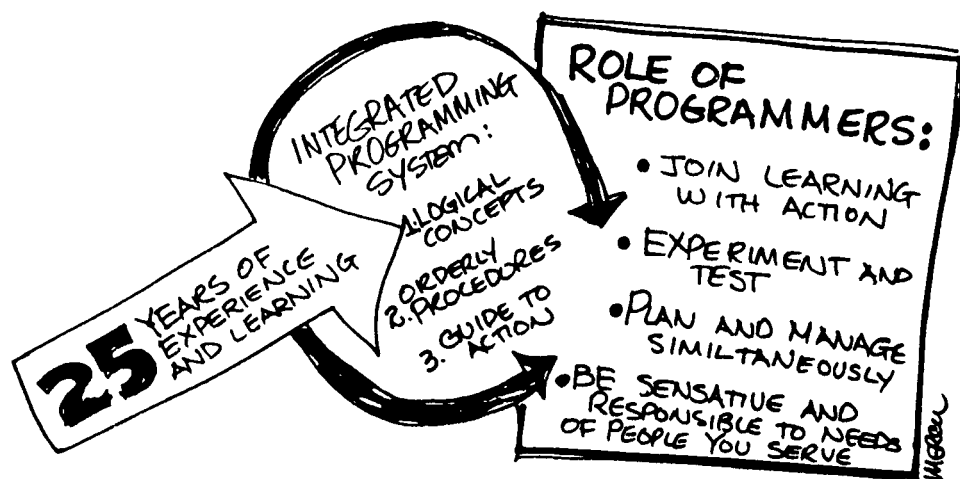 25 YEARS OF
EXPERIENCE
AND LEARNING
INTEGRATED
PROGRAMMING
SYSTEM:
1. LOGICAL
CONCEPTS
2. ORDERLY
PROCEDURES
3. GUIDE TO
ACTION
ROLE OF
PROGRAMMERS:
• JOIN LEARNING
WITH ACTION
• EXPERIMENT AND
TEST
• PLAN AND MANAGE
SIMILTANEOUSLY
• BE SENSATIVE AND
RESPONSIBLE TO NEEDS
OF PEOPLE YOU SERVE